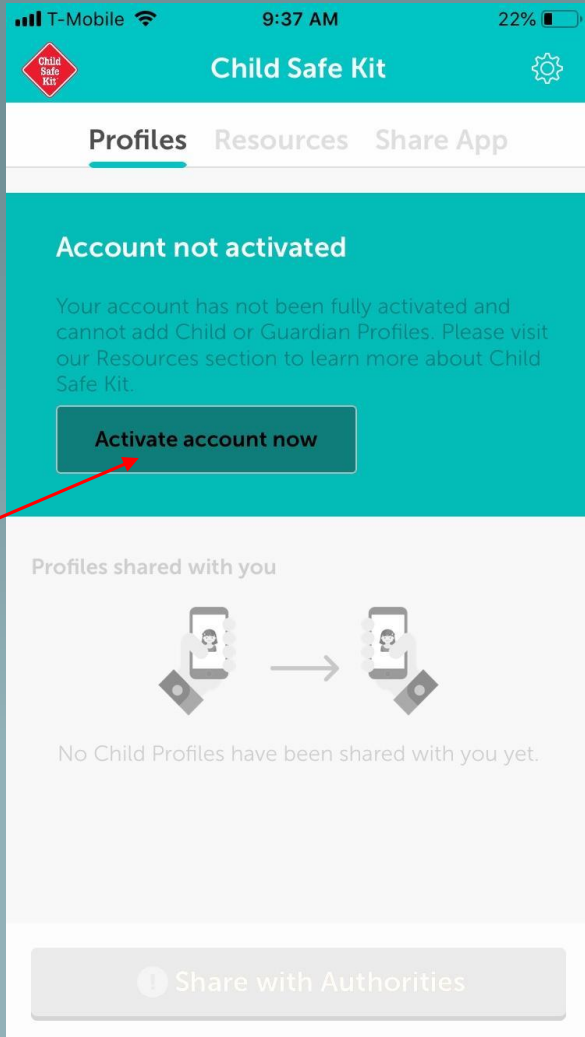 T-Mobile 9:37 AM 22%
Child
Safe
Kit
Child Safe Kit
Profiles Resources Share App
Account not activated
Your account has not been fully activated and
cannot add Child or Guardian Profiles. Please visit
our Resources section to learn more about Child
Safe Kit.
Activate account now
Profiles shared with you
No Child Profiles have been shared with you yet.
! Share with Authorities